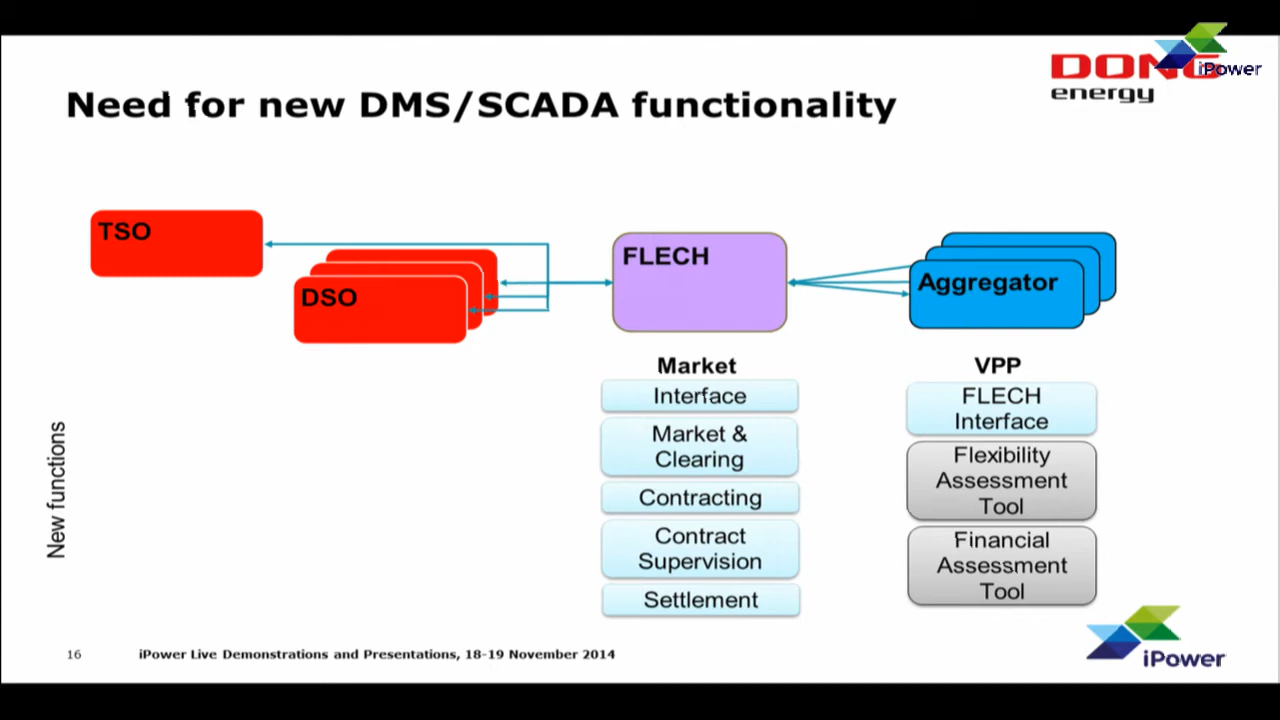 DONG
energy
iPower
Need for new DMS/SCADA functionality
TSO
DSO
FLECH
Aggregator
Market
Interface
Market &
Clearing
Contracting
Contract
Supervision
Settlement
VPP
FLECH
Interface
Flexibility
Assessment
Tool
Financial
Assessment
Tool
New functions
16
iPower Live Demonstrations and Presentations, 18-19 November 2014
iPower